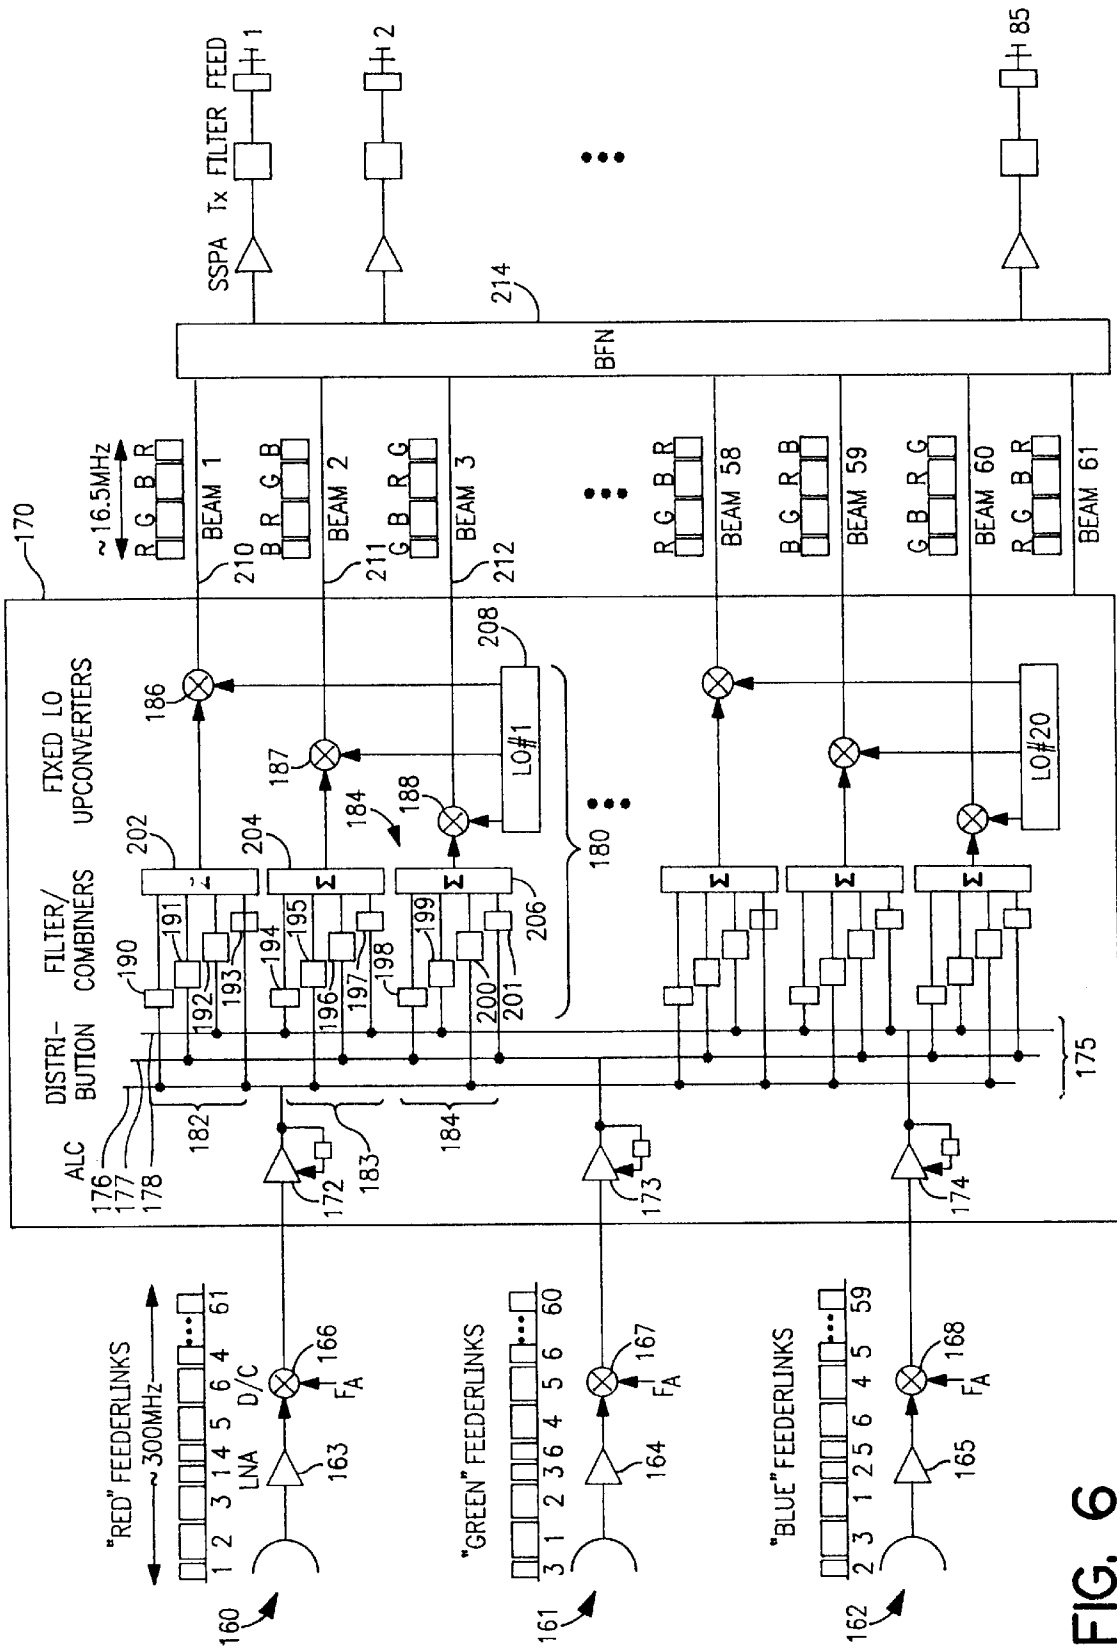 "RED" FEEDERLINKS
~300MHz
1 2 3 1 4 5 6 4 61
LNA
D/C
163
166
FA
160
"GREEN" FEEDERLINKS
3 1 2 3 6 4 5 6 60
164
167
FA
161
"BLUE" FEEDERLINKS
2 3 1 2 5 6 4 5 59
165
168
FA
162
170
ALC
DISTRI-
BUTION
FILTER/
COMBINERS
FIXED LO
UPCONVERTERS
176
177
178
182
183
184
172
173
174
175
190
191
192
193
194
195
196
197
198
199
200
201
202
204
206
Σ
Σ
Σ
Σ
Σ
184
186
187
188
208
LO#1
180
LO#20
~16.5MHz
R G B R
BEAM 1
210
B R G B
BEAM 2
211
G B R G
BEAM 3
212
R G B R
BEAM 58
B G R B
BEAM 59
G B R G
BEAM 60
R G B R
BEAM 61
BFN
214
SSPA Tx FILTER FEED
1
2
85
FIG. 6